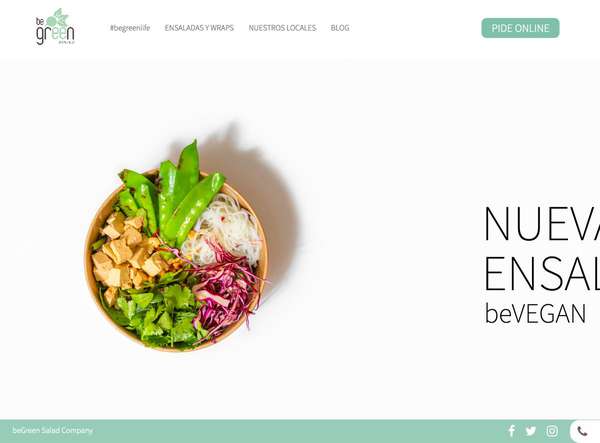 be
green
#begreenlife
ENSALADAS Y WRAPS
NUESTROS LOCALES
BLOG
PIDE ONLINE
NUEVA
ENSAL
beVEGAN
beGreen Salad Company